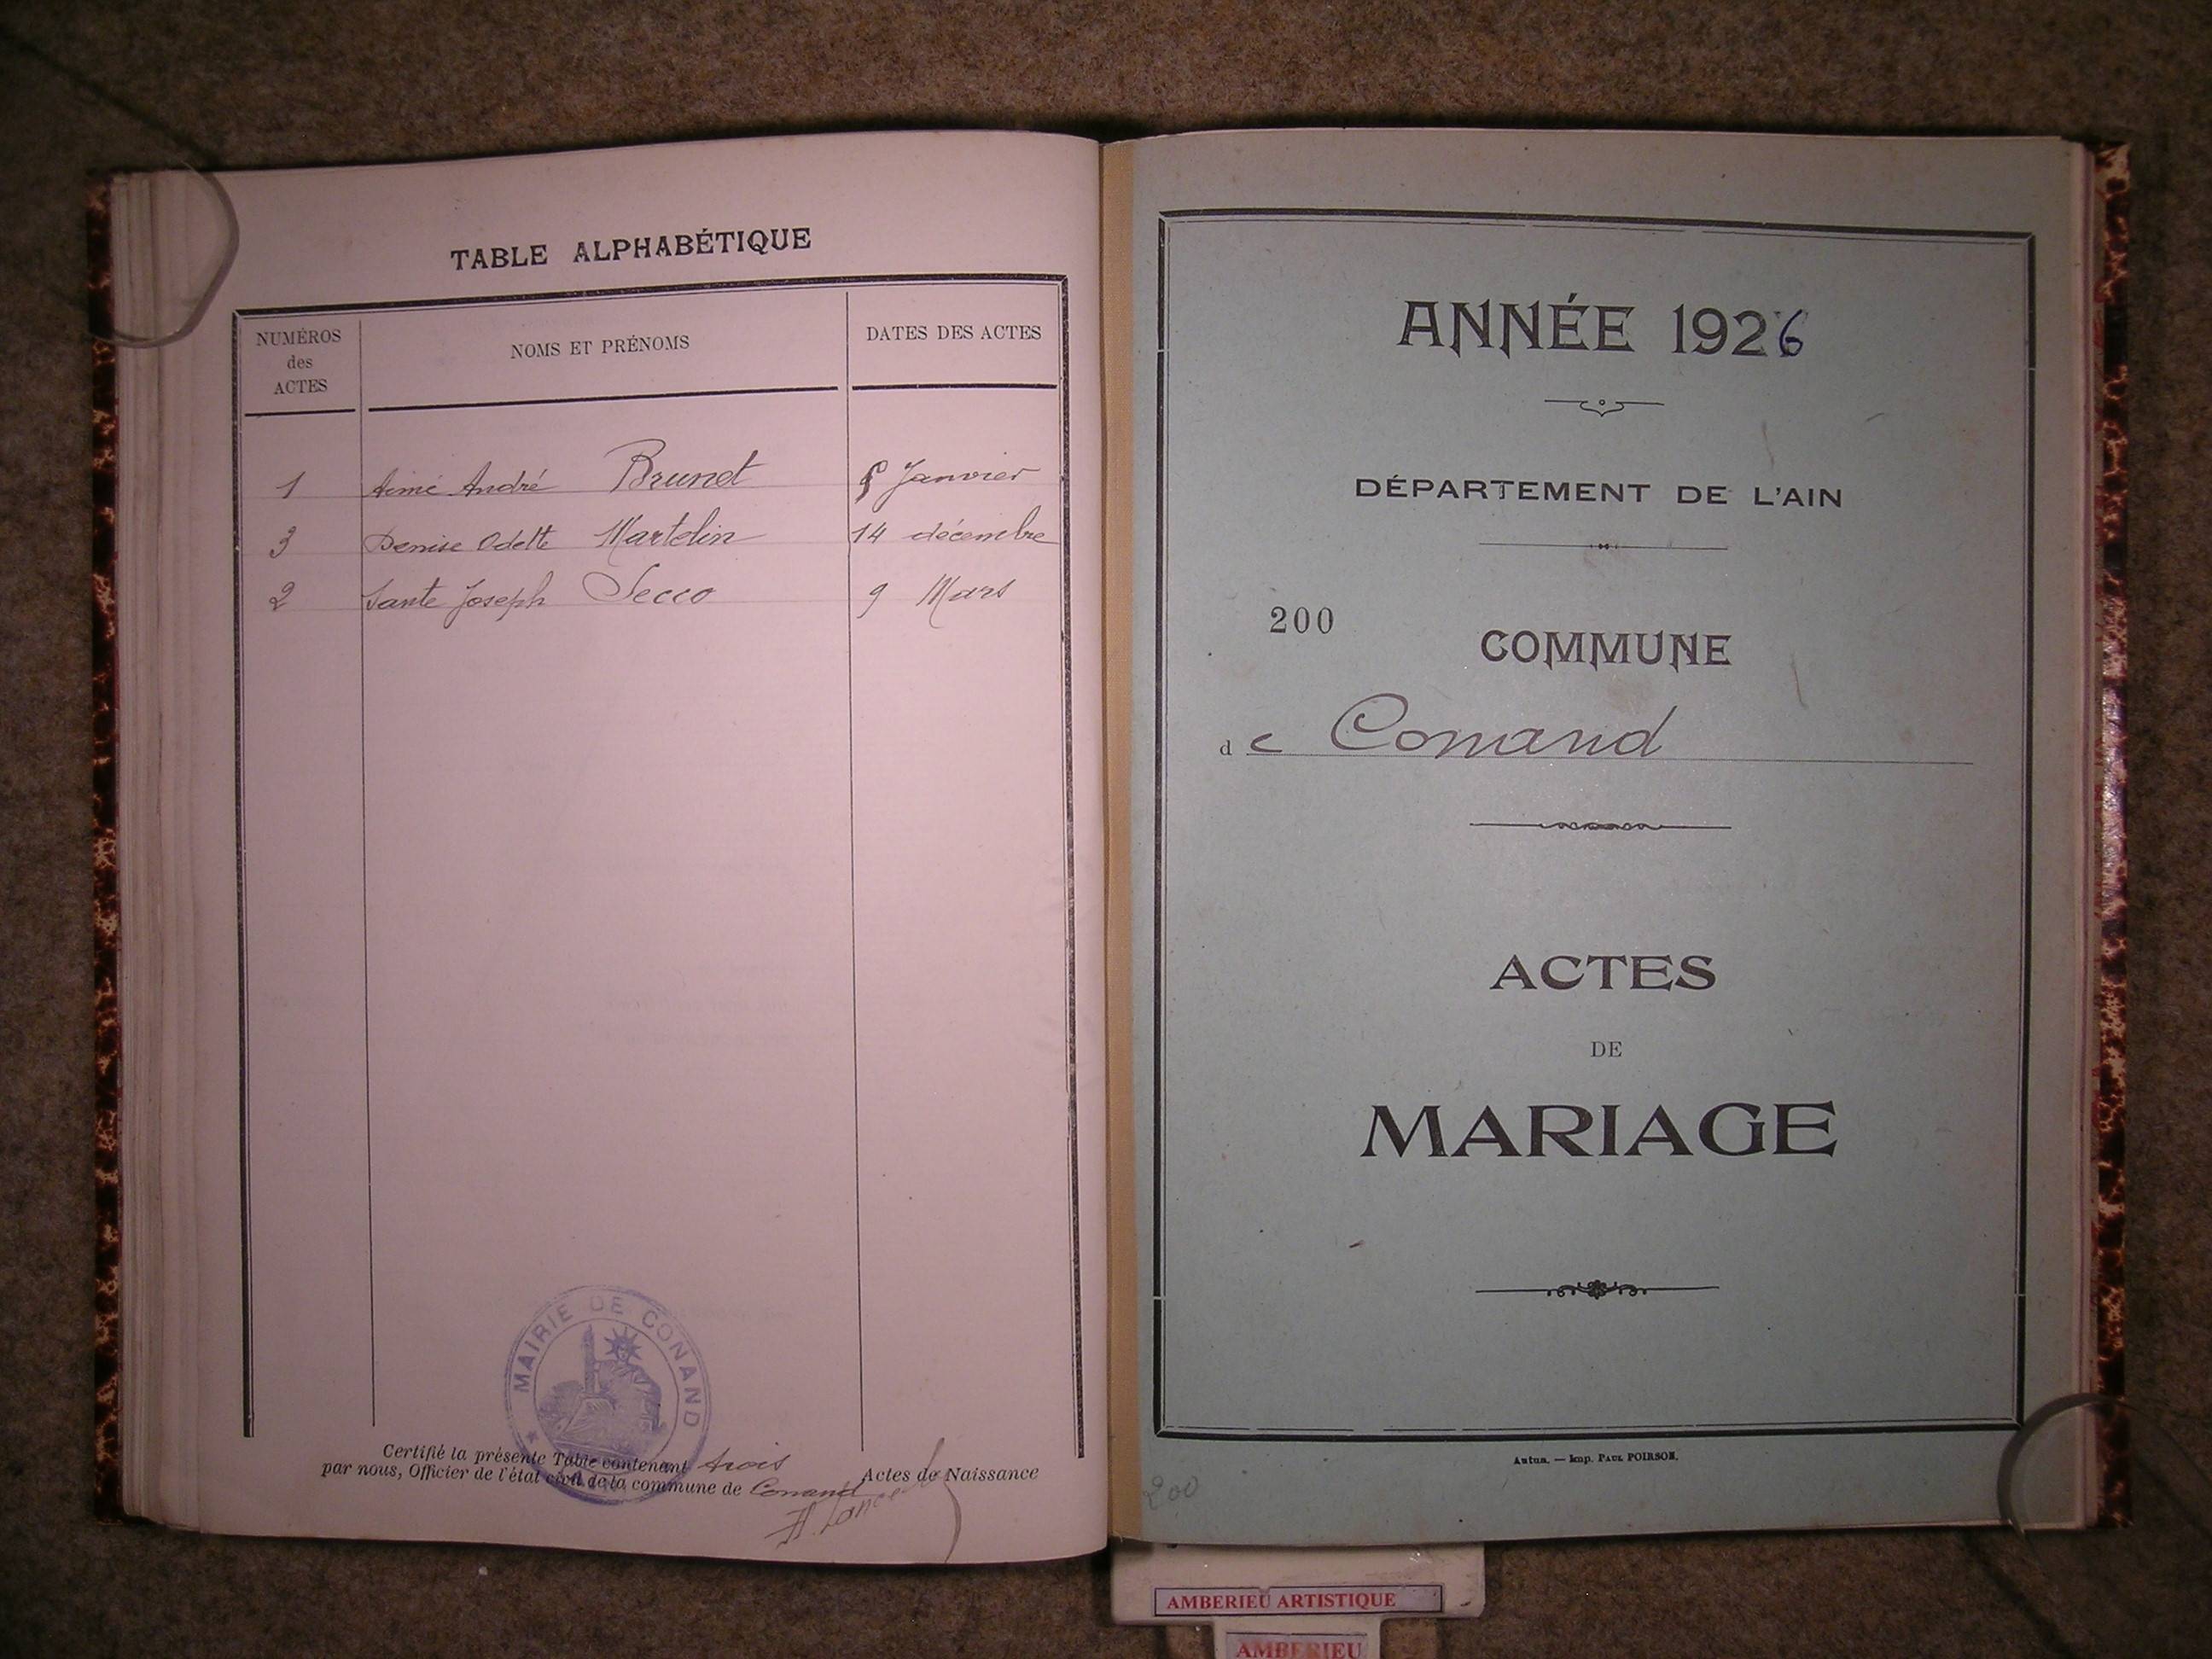 TABLE ALPHABÉTIQUE
NUMÉROS
des
ACTES
NOMS ET PRÉNOMS
DATES DES ACTES
1 Aimé André Brunet Janvier
3 Denise Odette Martelin 14 décembre
2 Sante Joseph Secco 9 Mars
MAIRIE DE CONAND
Certifié la présente Table contenant trois Actes de Naissance
par nous, Officier de l'état civil de la commune de Conand
ANNÉE 1926
DÉPARTEMENT DE L'AIN
200
COMMUNE
de Conand
ACTES
DE
MARIAGE
Autun. — Imp. PAUL POIRSON.
200
AMBERIEU ARTISTIQUE
AMBERIEU